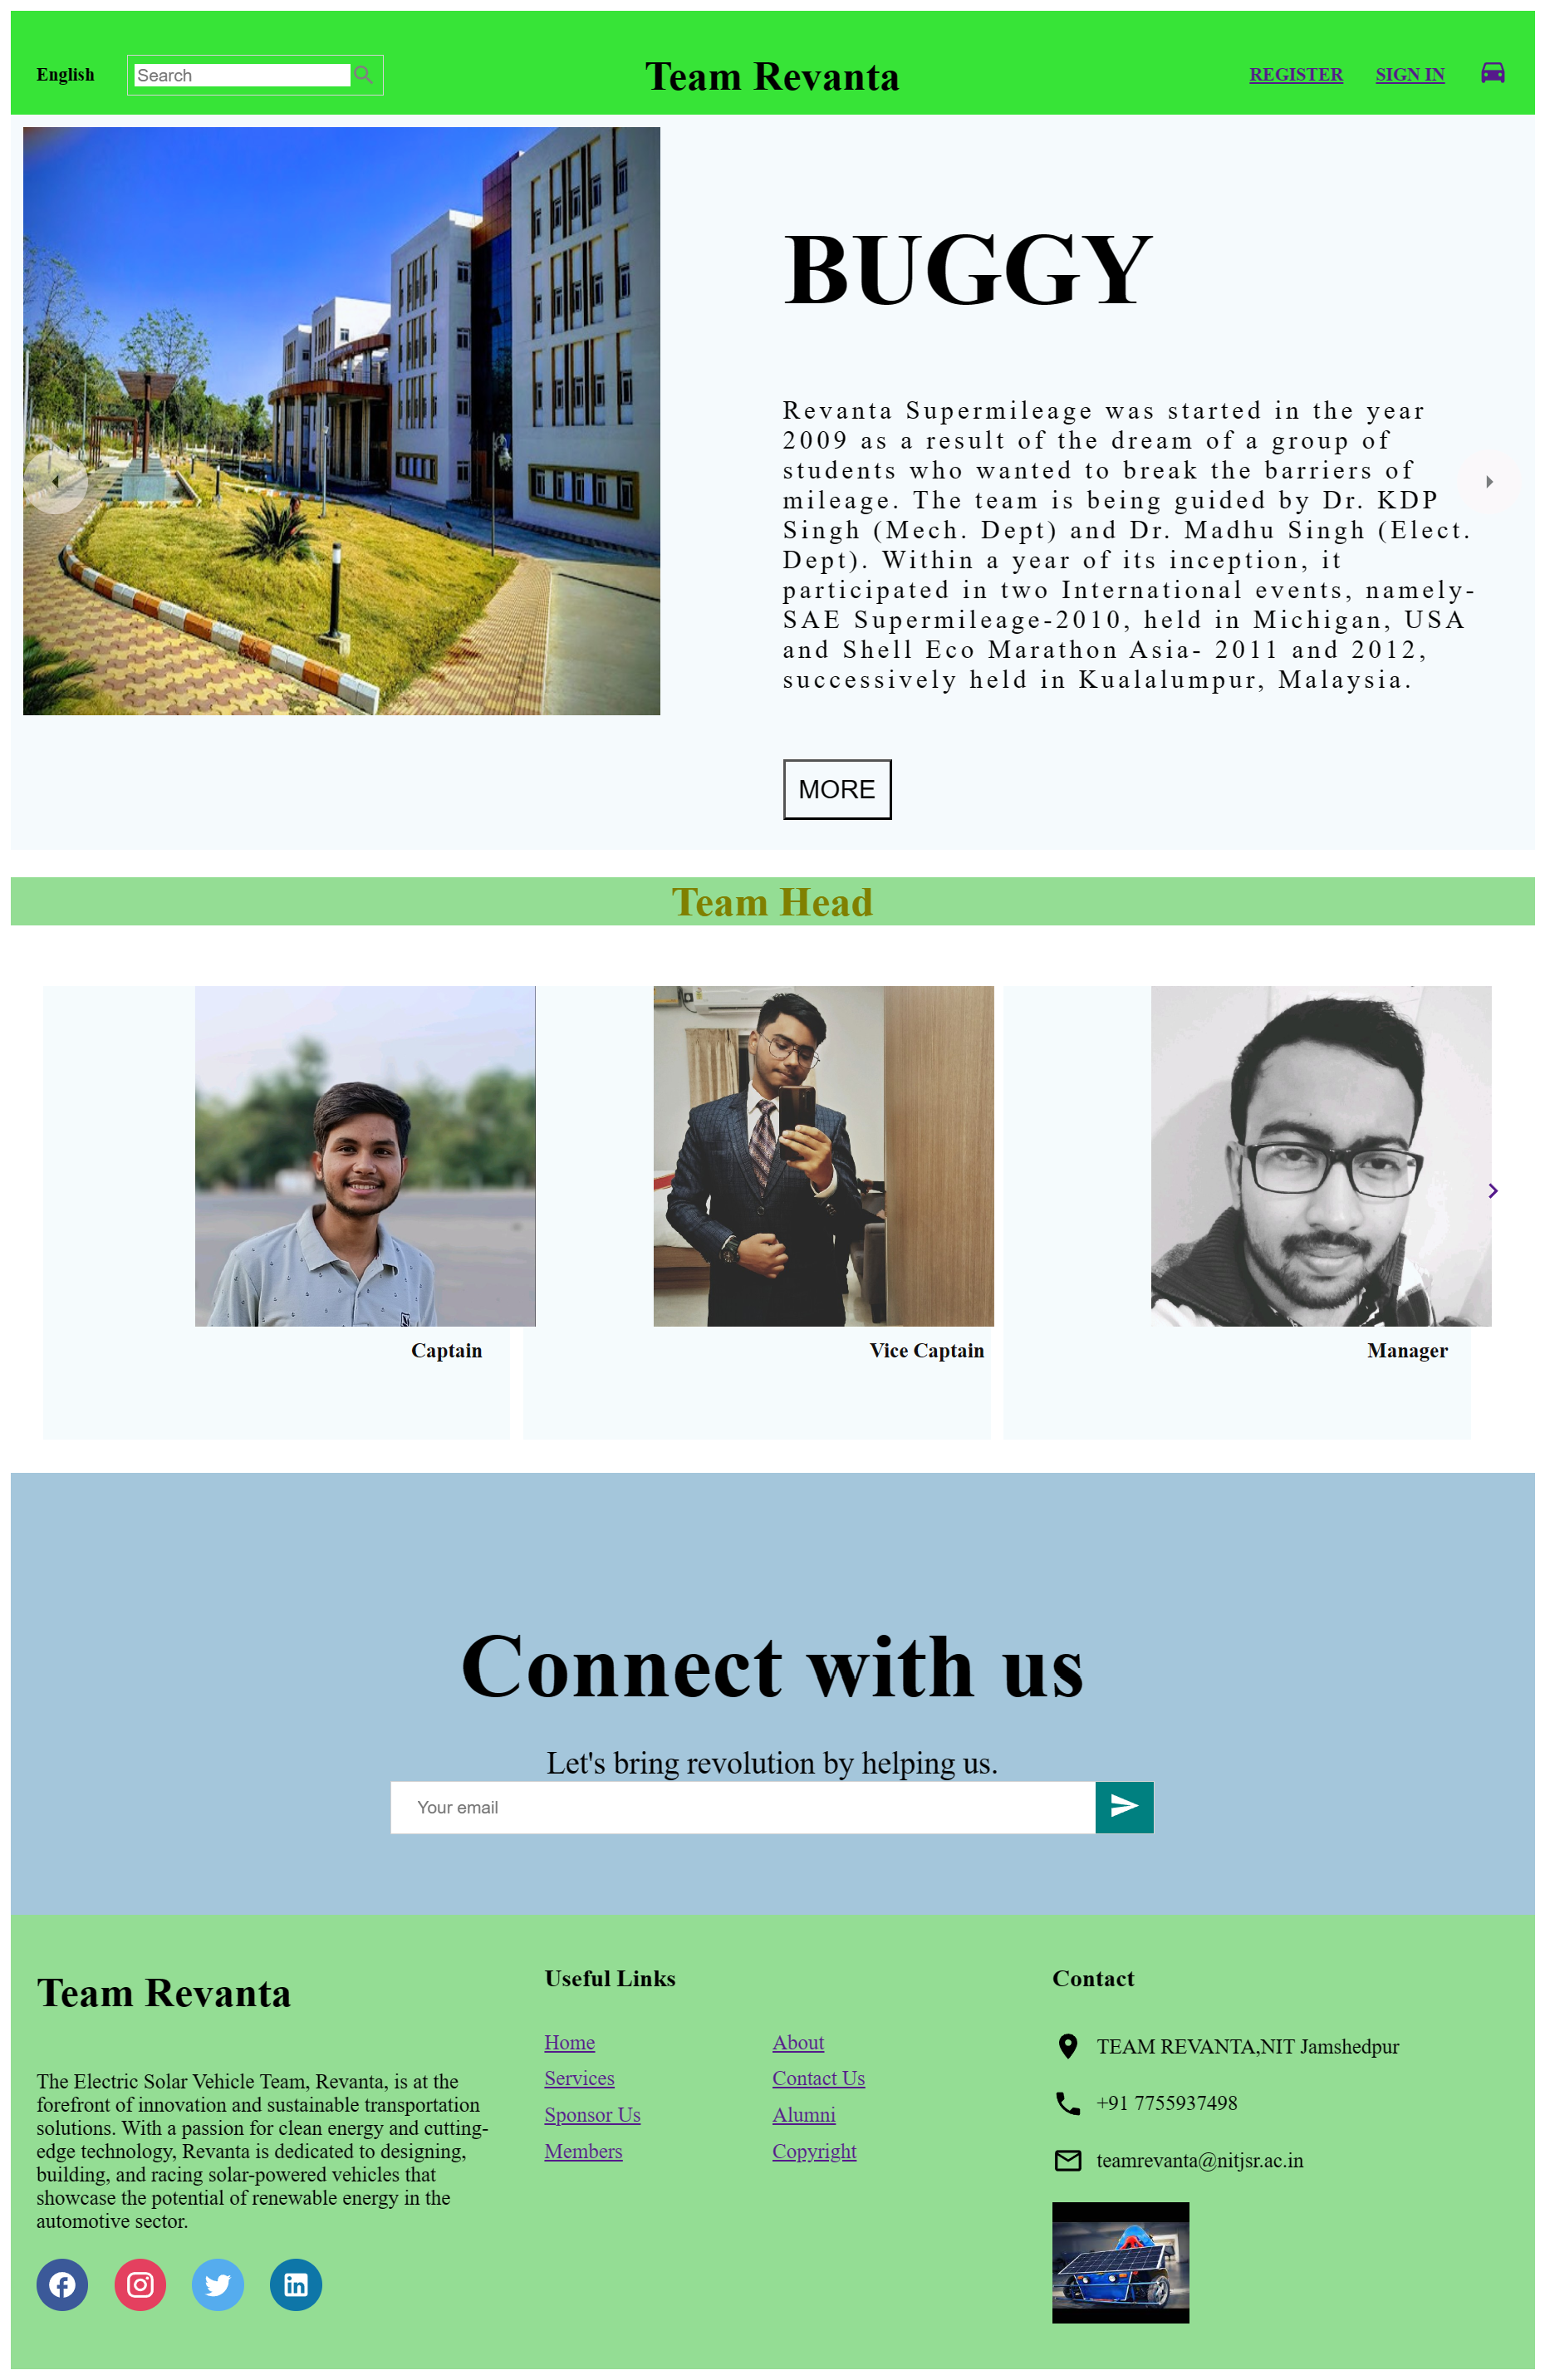 English
Search
Team Revanta
REGISTER
SIGN IN
BUGGY
Revanta Supermileage was started in the year
2009 as a result of the dream of a group of
students who wanted to break the barriers of
mileage. The team is being guided by Dr. KDP
Singh (Mech. Dept) and Dr. Madhu Singh (Elect.
Dept). Within a year of its inception, it
participated in two International events, namely-
SAE Supermileage-2010, held in Michigan, USA
and Shell Eco Marathon Asia- 2011 and 2012,
successively held in Kualalumpur, Malaysia.
MORE
Team Head
Captain
Vice Captain
Manager
Connect with us
Let's bring revolution by helping us.
Your email
Team Revanta
The Electric Solar Vehicle Team, Revanta, is at the
forefront of innovation and sustainable transportation
solutions. With a passion for clean energy and cutting-
edge technology, Revanta is dedicated to designing,
building, and racing solar-powered vehicles that
showcase the potential of renewable energy in the
automotive sector.
Useful Links
Home
About
Services
Contact Us
Sponsor Us
Alumni
Members
Copyright
Contact
TEAM REVANTA,NIT Jamshedpur
+91 7755937498
teamrevanta@nitjsr.ac.in